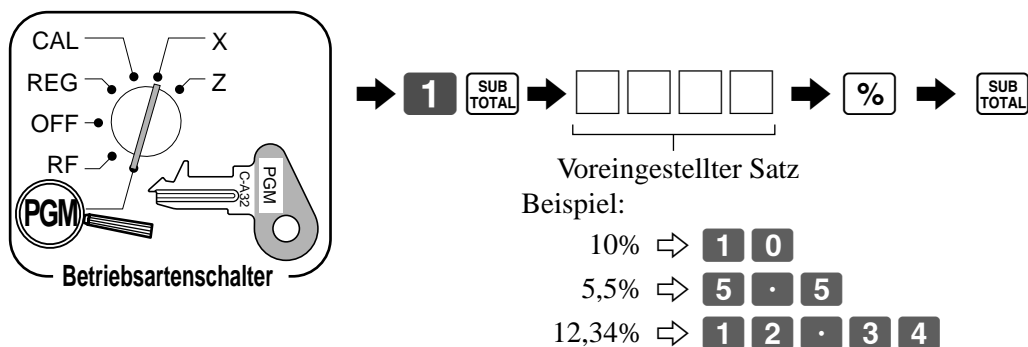 CAL X
REG Z
OFF
RF
PGM
PGM
C-A32
Betriebsartenschalter
1 SUB TOTAL % SUB TOTAL
Voreingestellter Satz
Beispiel:
10% ⇨ 1 0
5,5% ⇨ 5 · 5
12,34% ⇨ 1 2 · 3 4